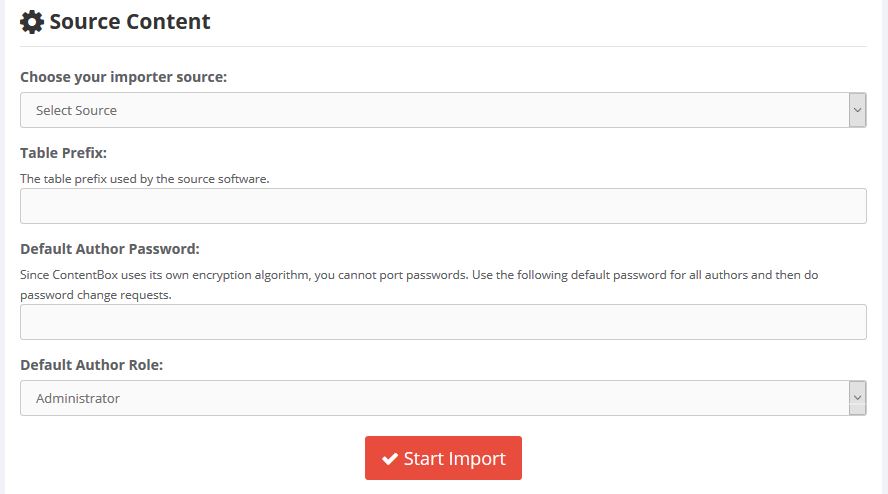 Source Content
Choose your importer source:
Select Source
Table Prefix:
The table prefix used by the source software.
Default Author Password:
Since ContentBox uses its own encryption algorithm, you cannot port passwords. Use the following default password for all authors and then do
password change requests.
Default Author Role:
Administrator
Start Import